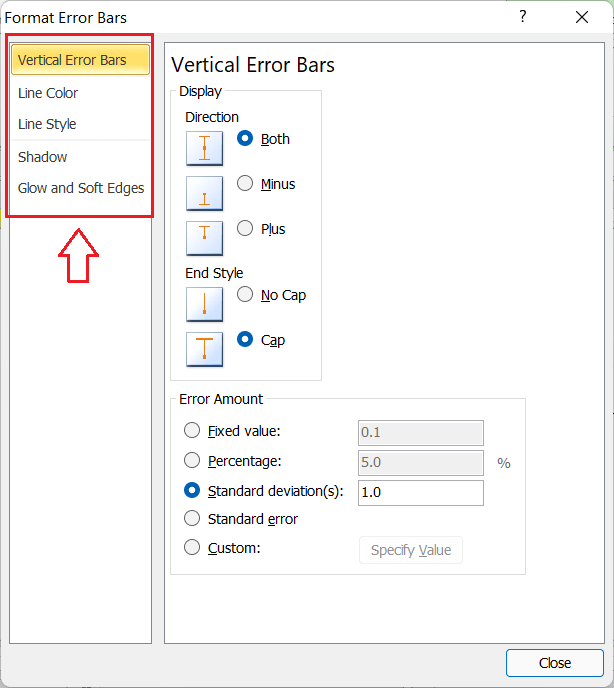 Format Error Bars ?
Vertical Error Bars
Line Color
Line Style
Shadow
Glow and Soft Edges
Vertical Error Bars
Display
Direction
Both
Minus
Plus
End Style
No Cap
Cap
Error Amount
Fixed value: 0.1
Percentage: 5.0 %
Standard deviation(s): 1.0
Standard error
Custom: Specify Value
Close